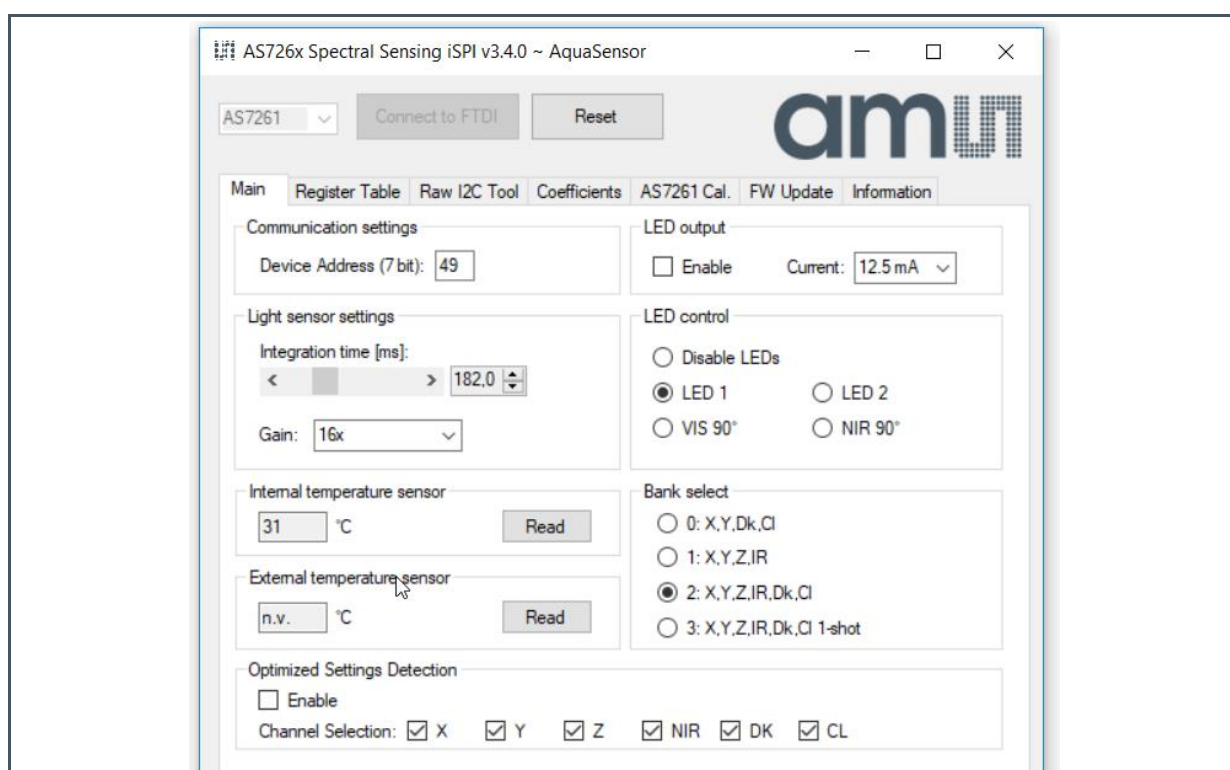 AS726x Spectral Sensing iSPI v3.4.0 ~ AquaSensor
AS7261 Connect to FTDI Reset
am
Main Register Table Raw I2C Tool Coefficients AS7261 Cal. FW Update Information
Communication settings
Device Address (7 bit): 49
LED output
Enable Current: 12.5 mA
Light sensor settings
Integration time [ms]:
182,0
Gain: 16x
LED control
Disable LEDs
LED 1 LED 2
VIS 90° NIR 90°
Internal temperature sensor
31 °C Read
External temperature sensor
n.v. °C Read
Bank select
0: X,Y,Dk,Cl
1: X,Y,Z,IR
2: X,Y,Z,IR,Dk,Cl
3: X,Y,Z,IR,Dk,Cl 1-shot
Optimized Settings Detection
Enable
Channel Selection: X Y Z NIR DK CL